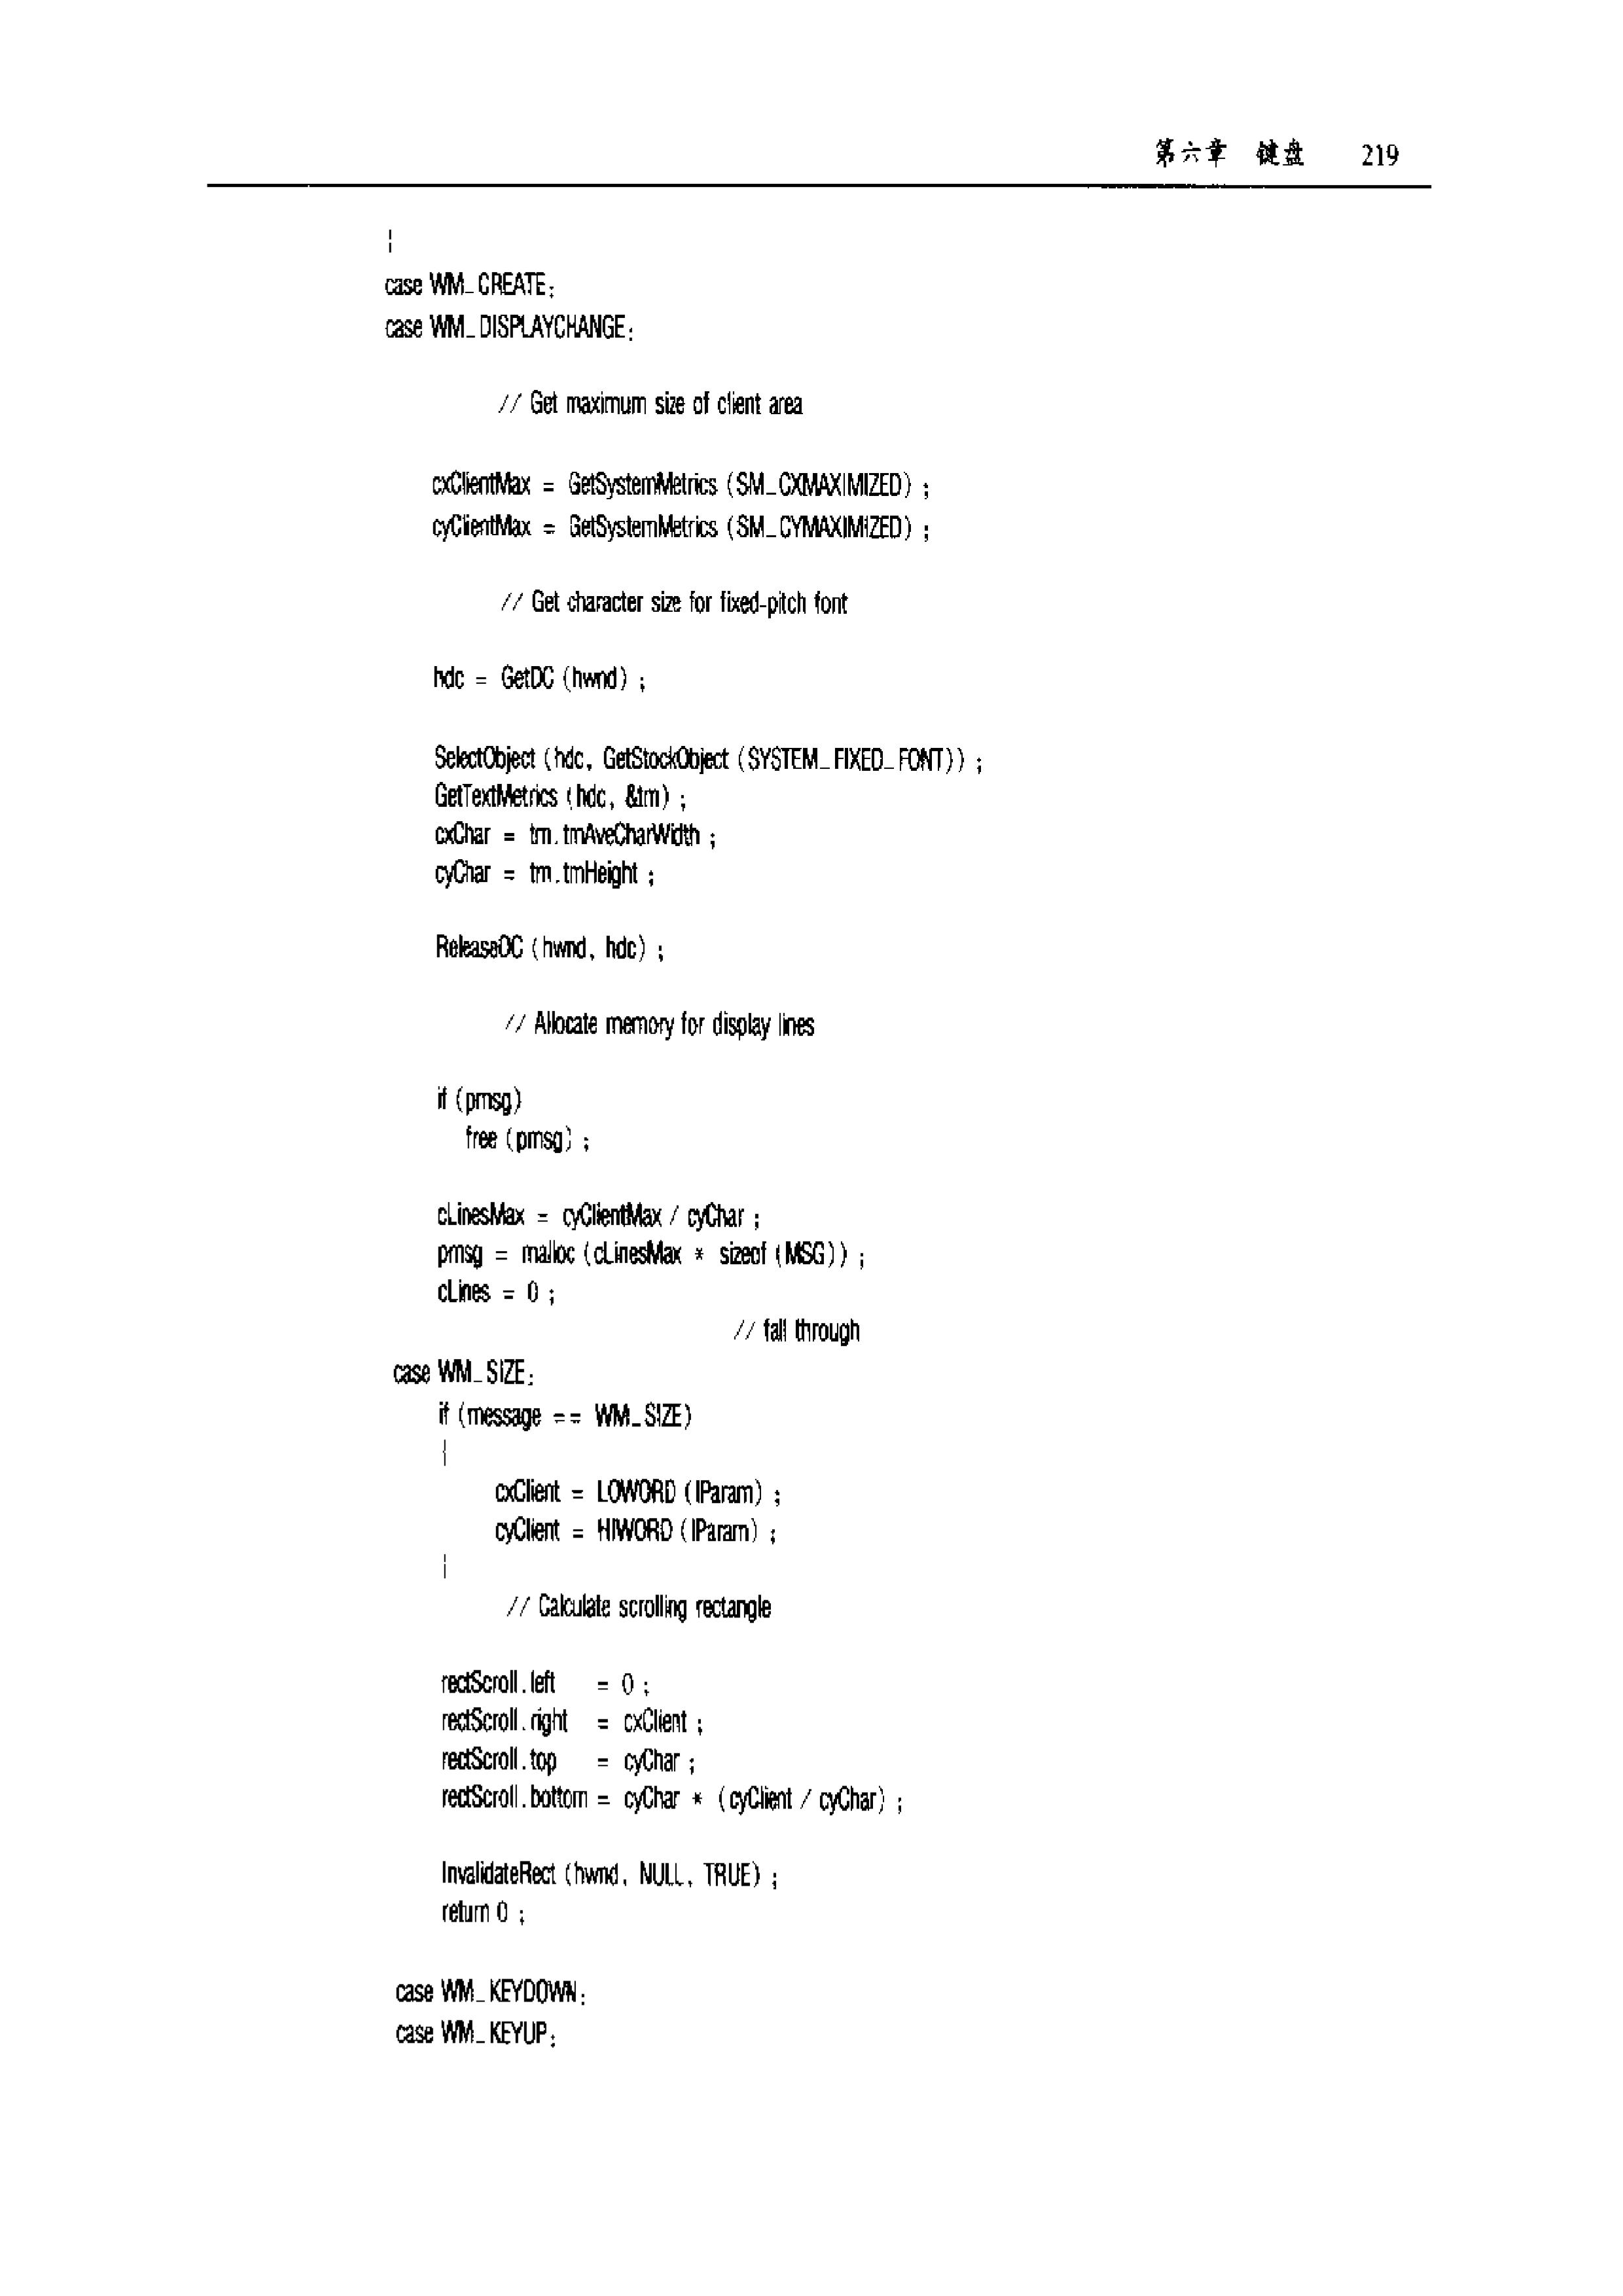 第六章 键盘 219
{
case WM_CREATE:
case WM_DISPLAYCHANGE:
// Get maximum size of client area
cxClientMax = GetSystemMetrics (SM_CXMAXIMIZED) ;
cyClientMax = GetSystemMetrics (SM_CYMAXIMIZED) ;
// Get character size for fixed-pitch font
hdc = GetDC (hwnd) ;
SelectObject (hdc, GetStockObject (SYSTEM_FIXED_FONT)) ;
GetTextMetrics (hdc, &tm) ;
cxChar = tm.tmAveCharWidth ;
cyChar = tm.tmHeight ;
ReleaseDC (hwnd, hdc) ;
// Allocate memory for display lines
if (pmsg)
free (pmsg) ;
cLinesMax = cyClientMax / cyChar ;
pmsg = malloc (cLinesMax * sizeof (MSG)) ;
cLines = 0 ;
// fall through
case WM_SIZE:
if (message == WM_SIZE)
{
cxClient = LOWORD (lParam) ;
cyClient = HIWORD (lParam) ;
}
// Calculate scrolling rectangle
rectScroll.left = 0 ;
rectScroll.right = cxClient ;
rectScroll.top = cyChar ;
rectScroll.bottom = cyChar * (cyClient / cyChar) ;
InvalidateRect (hwnd, NULL, TRUE) ;
return 0 ;
case WM_KEYDOWN:
case WM_KEYUP: